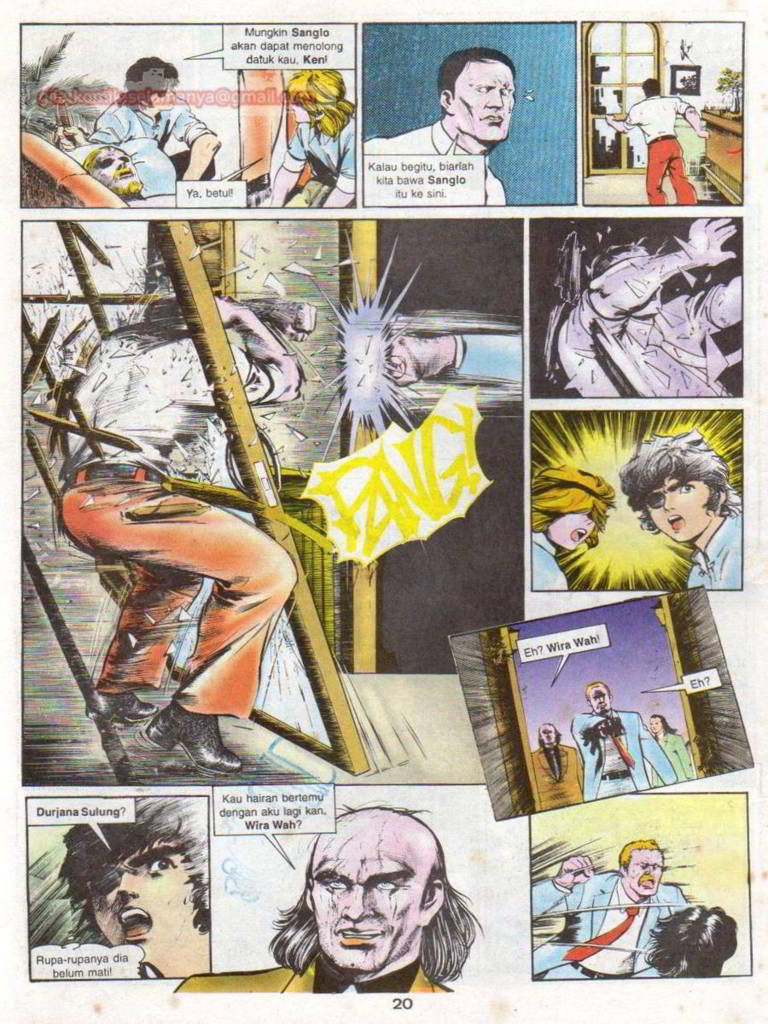 Mungkin Sanglo
akan dapat menolong
datuk kau, Ken!
Ya, betul!
Kalau begitu, biarlah
kita bawa Sanglo
itu ke sini.
PANG!
Eh? Wira Wah!
Eh?
Durjana Sulung?
Rupa-rupanya dia
belum mati!
Kau hairan bertemu
dengan aku lagi kan,
Wira Wah?
20